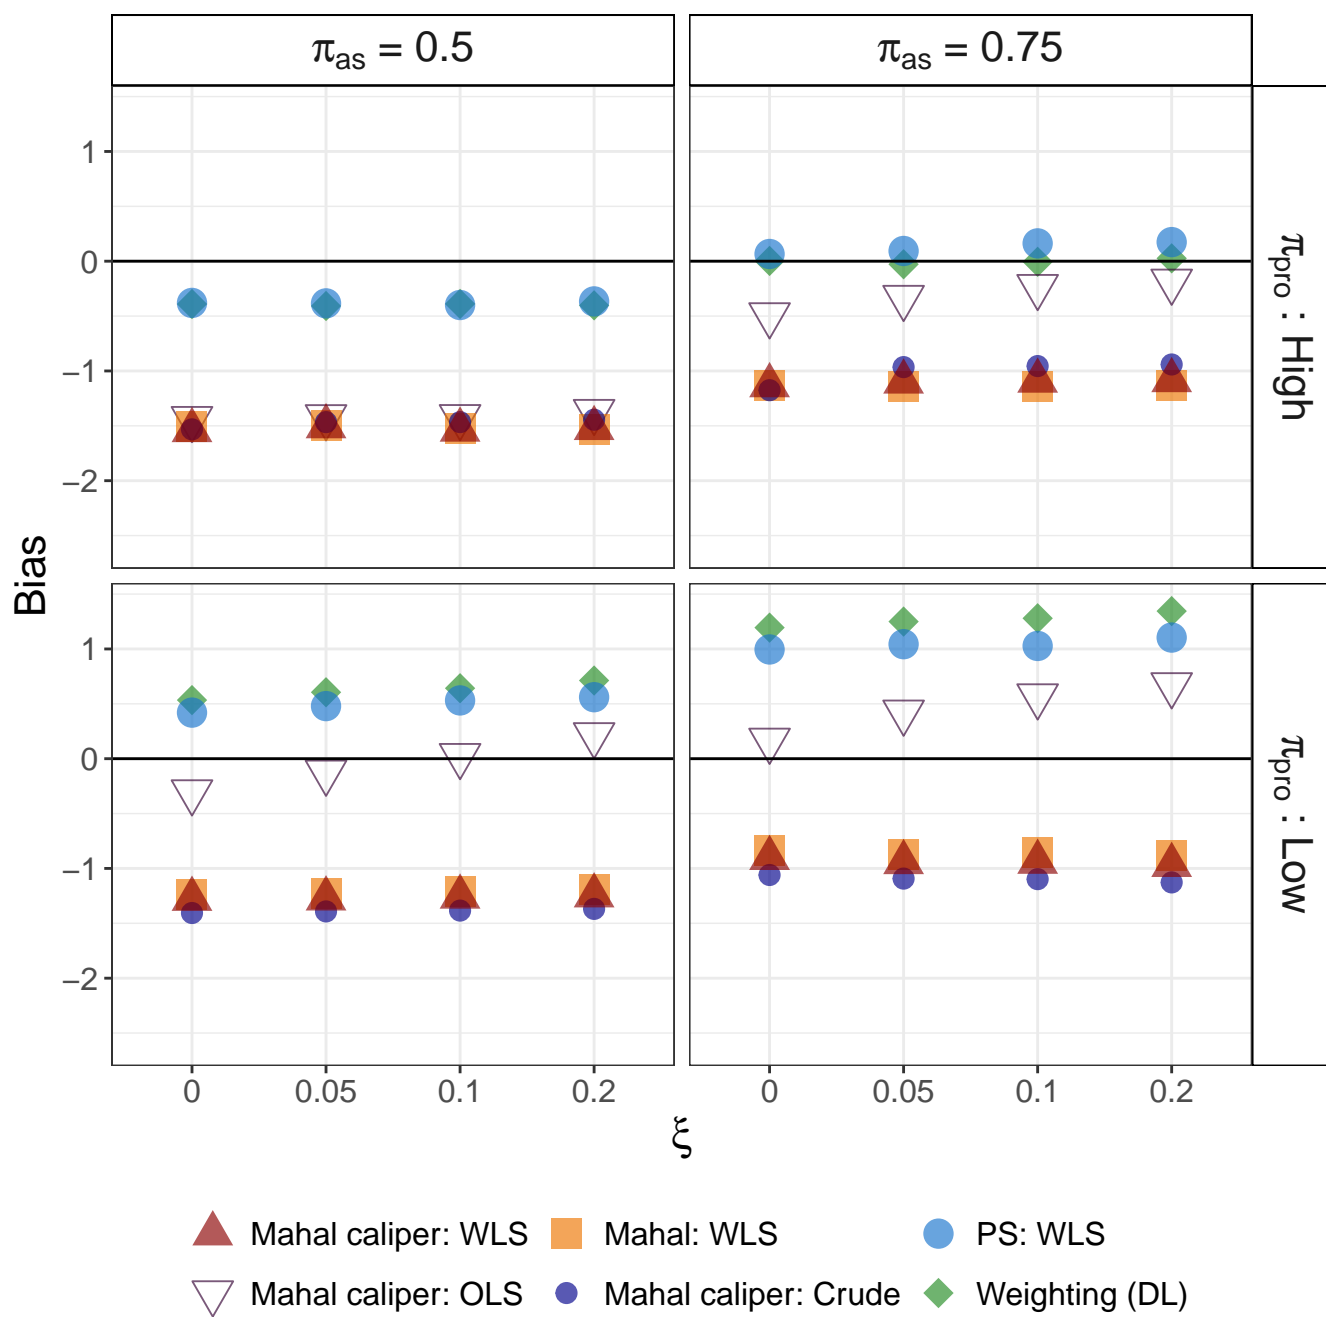 π_as = 0.5
π_as = 0.75
1
0
−1
−2
π_pro : High
Bias
1
0
−1
−2
π_pro : Low
0 0.05 0.1 0.2
0 0.05 0.1 0.2
ξ
Mahal caliper: WLS Mahal: WLS PS: WLS
Mahal caliper: OLS Mahal caliper: Crude Weighting (DL)